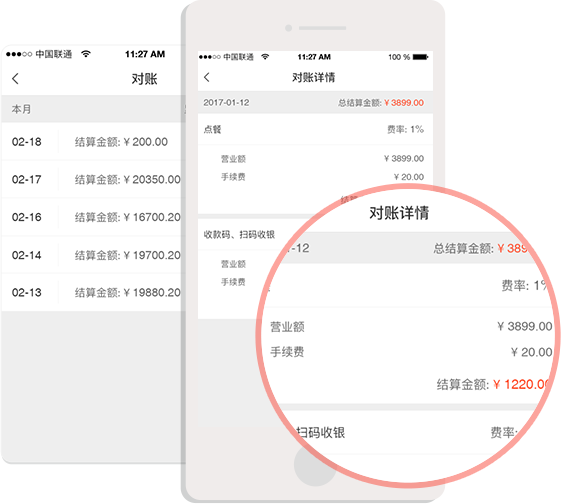 中国联通 11:27 AM
对账
本月
02-18 结算金额: ¥ 200.00
02-17 结算金额: ¥ 20350.00
02-16 结算金额: ¥ 16700.20
02-14 结算金额: ¥ 19700.20
02-13 结算金额: ¥ 19880.20
中国联通 11:27 AM 100 %
对账详情
2017-01-12 总结算金额: ¥ 3899.00
点餐 费率: 1%
营业额 ¥ 3899.00
手续费 ¥ 20.00
收款码、扫码收银
营业额
手续费
对账详情
-12 总结算金额: ¥ 389
费率: 1%
营业额 ¥ 3899.00
手续费 ¥ 20.00
结算金额: ¥ 1220.00
扫码收银 费率: